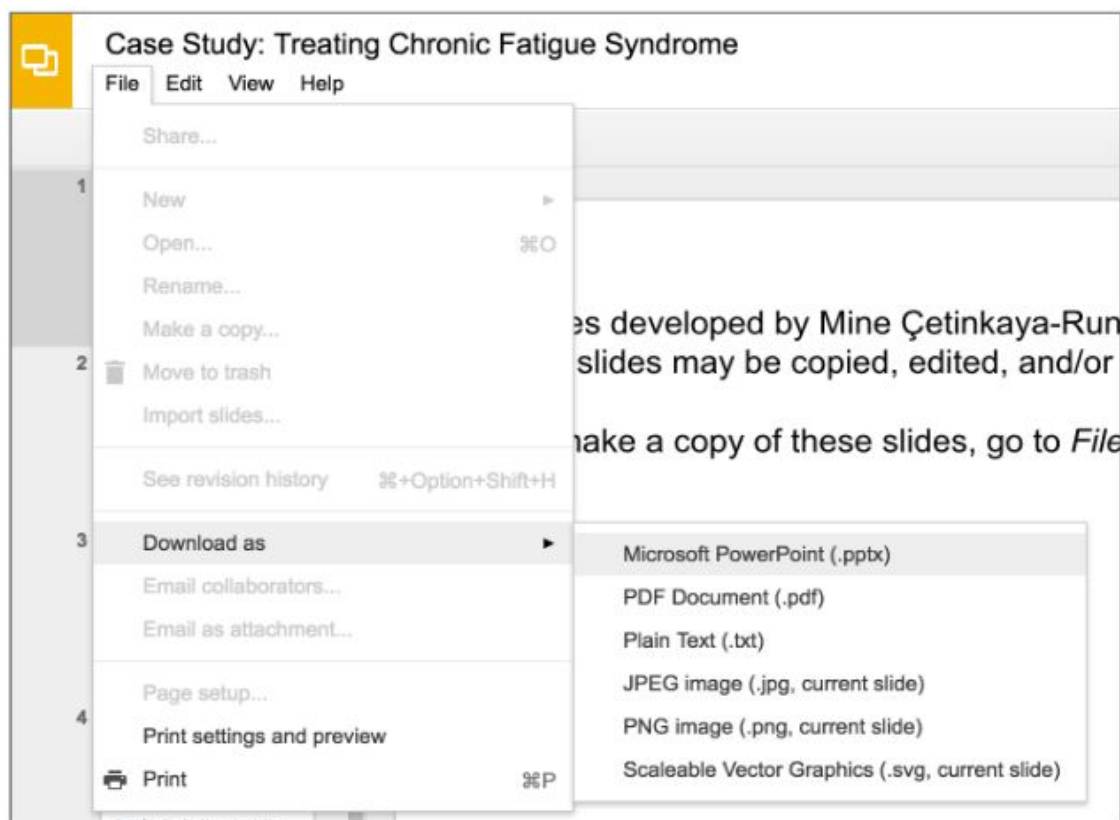 Case Study: Treating Chronic Fatigue Syndrome
File Edit View Help
Share...
1
New ►
Open... ⌘O
Rename...
Make a copy...
es developed by Mine Çetinkaya-Run
2
Move to trash
slides may be copied, edited, and/or
Import slides...
ake a copy of these slides, go to File
See revision history ⌘+Option+Shift+H
3
Download as ►
Microsoft PowerPoint (.pptx)
Email collaborators...
PDF Document (.pdf)
Email as attachment...
Plain Text (.txt)
JPEG image (.jpg, current slide)
Page setup...
4
PNG image (.png, current slide)
Print settings and preview
Scaleable Vector Graphics (.svg, current slide)
Print ⌘P